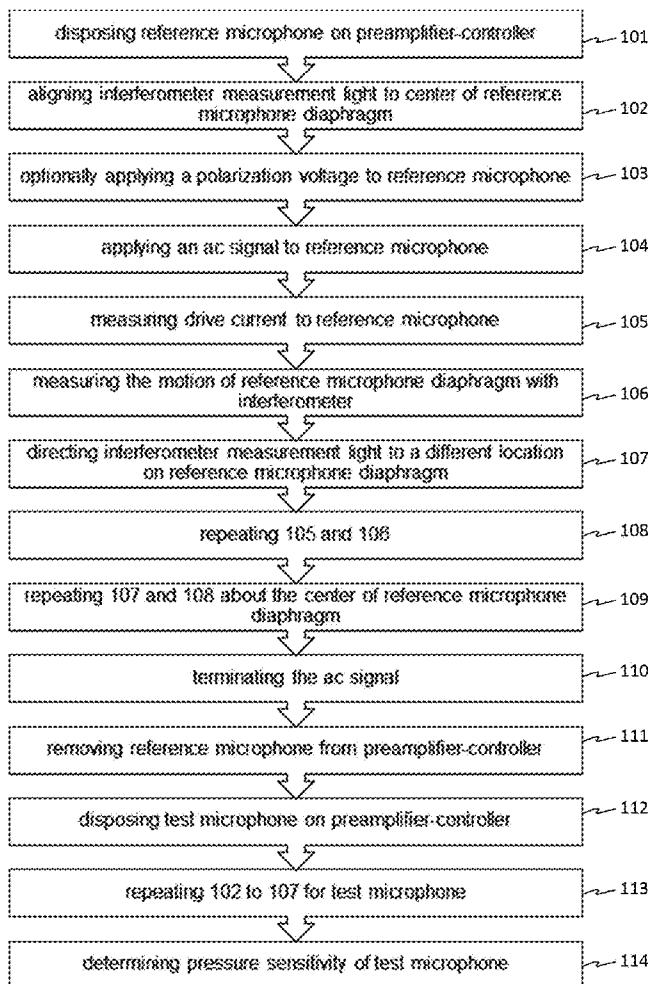 disposing reference microphone on preamplifier-controller
101
aligning interferometer measurement light to center of reference
microphone diaphragm
102
optionally applying a polarization voltage to reference microphone
103
applying an ac signal to reference microphone
104
measuring drive current to reference microphone
105
measuring the motion of reference microphone diaphragm with
interferometer
106
directing interferometer measurement light to a different location
on reference microphone diaphragm
107
repeating 105 and 106
108
repeating 107 and 108 about the center of reference microphone
diaphragm
109
terminating the ac signal
110
removing reference microphone from preamplifier-controller
111
disposing test microphone on preamplifier-controller
112
repeating 102 to 107 for test microphone
113
determining pressure sensitivity of test microphone
114